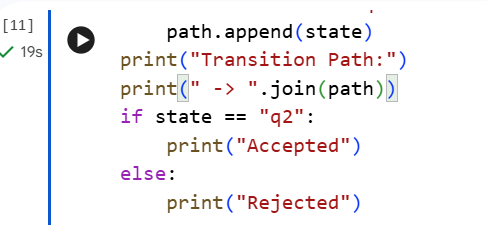 [11]
19s
path.append(state)
print("Transition Path:")
print(" -> ".join(path))
if state == "q2":
print("Accepted")
else:
print("Rejected")